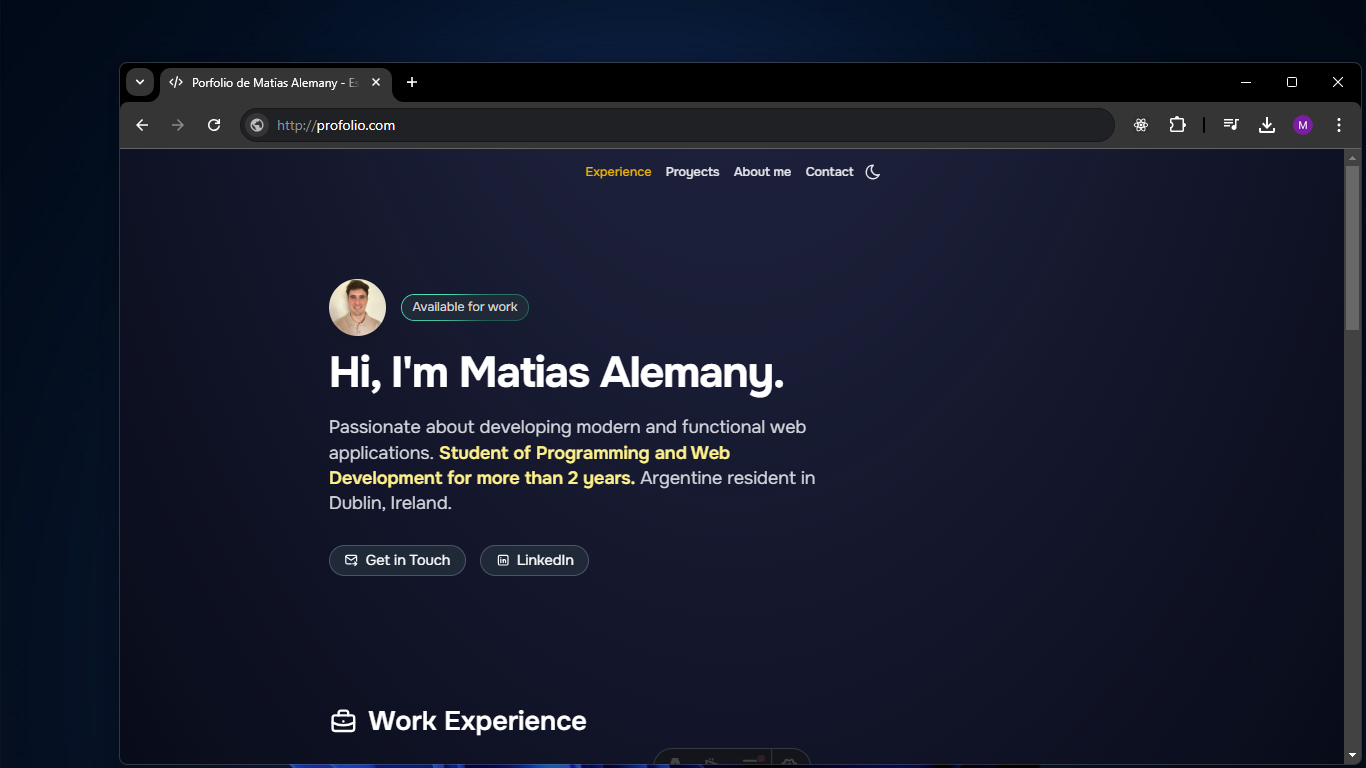 Porfolio de Matias Alemany - Es
http://profolio.com
M
Experience Proyects About me Contact
Available for work
Hi, I'm Matias Alemany.
Passionate about developing modern and functional web
applications. Student of Programming and Web
Development for more than 2 years. Argentine resident in
Dublin, Ireland.
Get in Touch LinkedIn
Work Experience